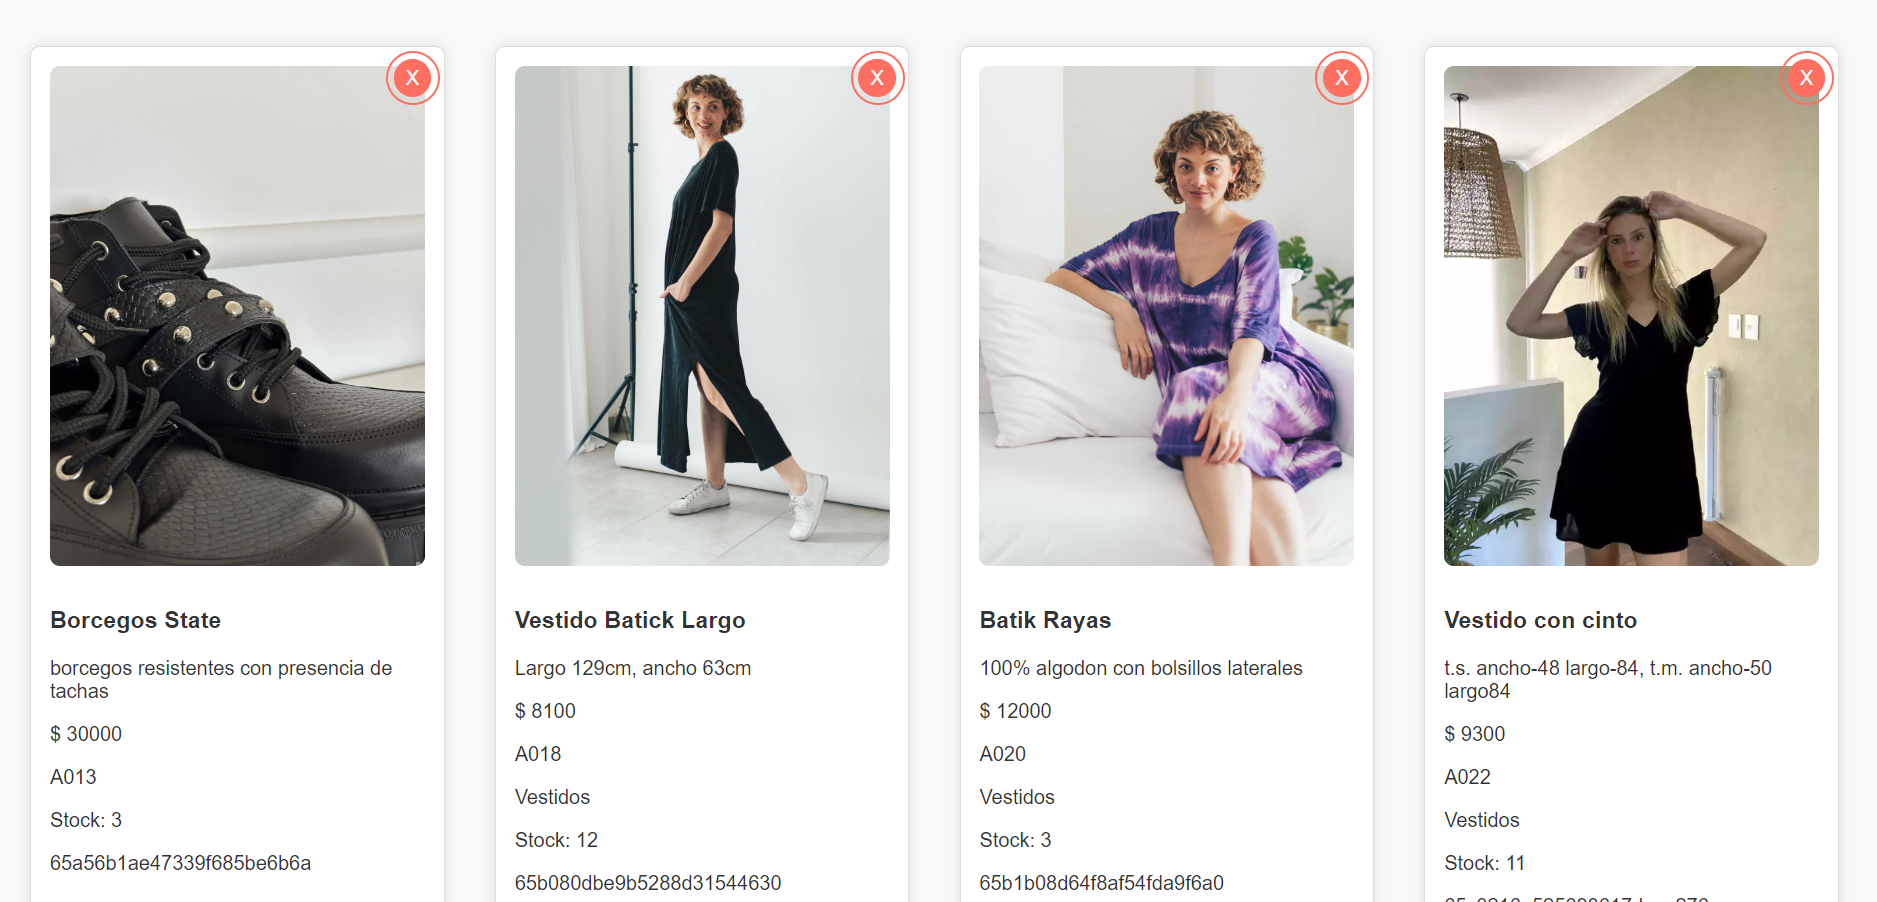 X
X
X
X
Borcegos State
borcegos resistentes con presencia de
tachas
$ 30000
A013
Stock: 3
65a56b1ae47339f685be6b6a
Vestido Batick Largo
Largo 129cm, ancho 63cm
$ 8100
A018
Vestidos
Stock: 12
65b080dbe9b5288d31544630
Batik Rayas
100% algodon con bolsillos laterales
$ 12000
A020
Vestidos
Stock: 3
65b1b08d64f8af54fda9f6a0
Vestido con cinto
t.s. ancho-48 largo-84, t.m. ancho-50
largo84
$ 9300
A022
Vestidos
Stock: 11